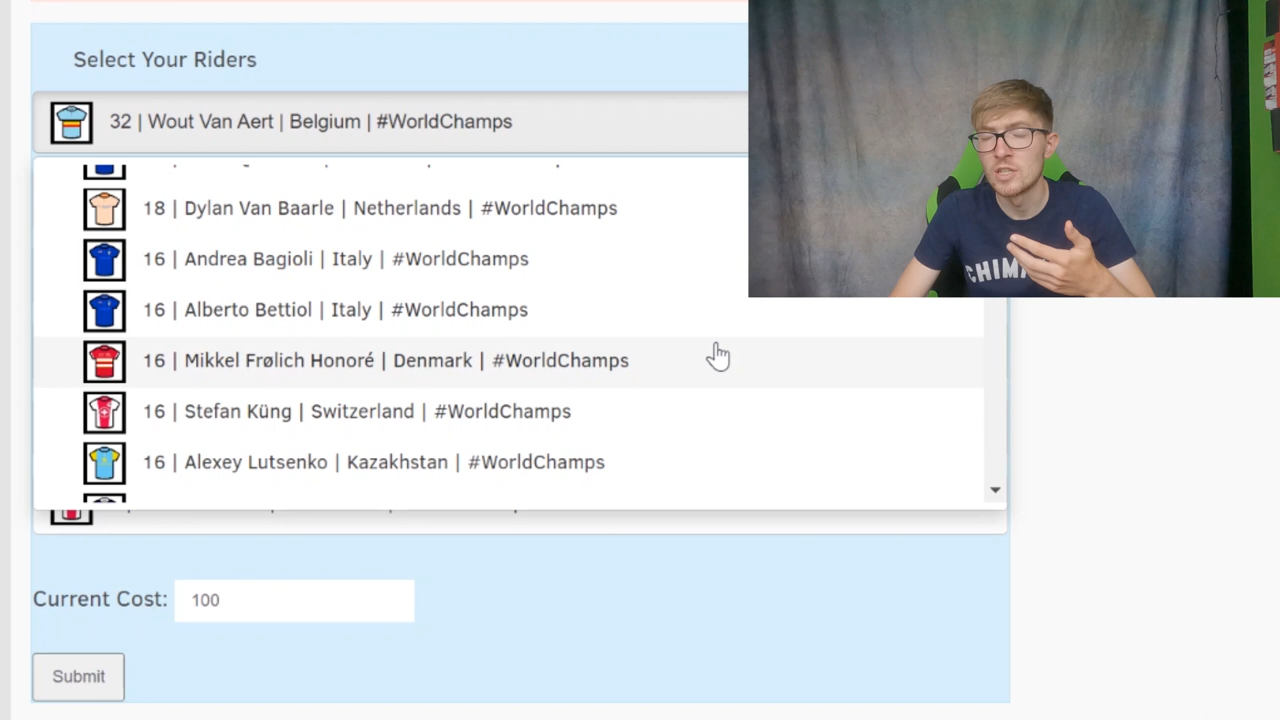 Select Your Riders
32 | Wout Van Aert | Belgium | #WorldChamps
18 | Dylan Van Baarle | Netherlands | #WorldChamps
16 | Andrea Bagioli | Italy | #WorldChamps
16 | Alberto Bettiol | Italy | #WorldChamps
16 | Mikkel Frølich Honoré | Denmark | #WorldChamps
16 | Stefan Küng | Switzerland | #WorldChamps
16 | Alexey Lutsenko | Kazakhstan | #WorldChamps
Current Cost: 100
Submit